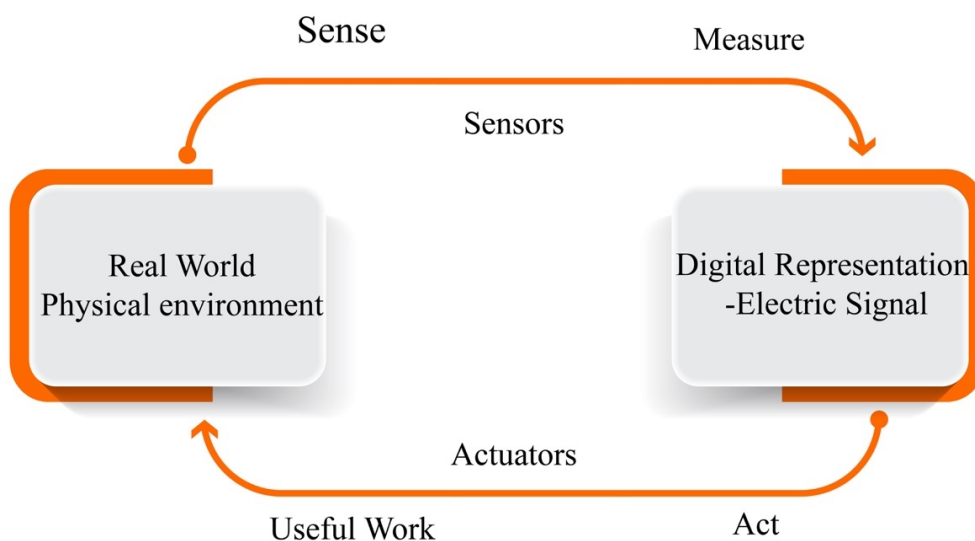 Sense
Measure
Sensors
Real World
Physical environment
Digital Representation
-Electric Signal
Actuators
Useful Work
Act